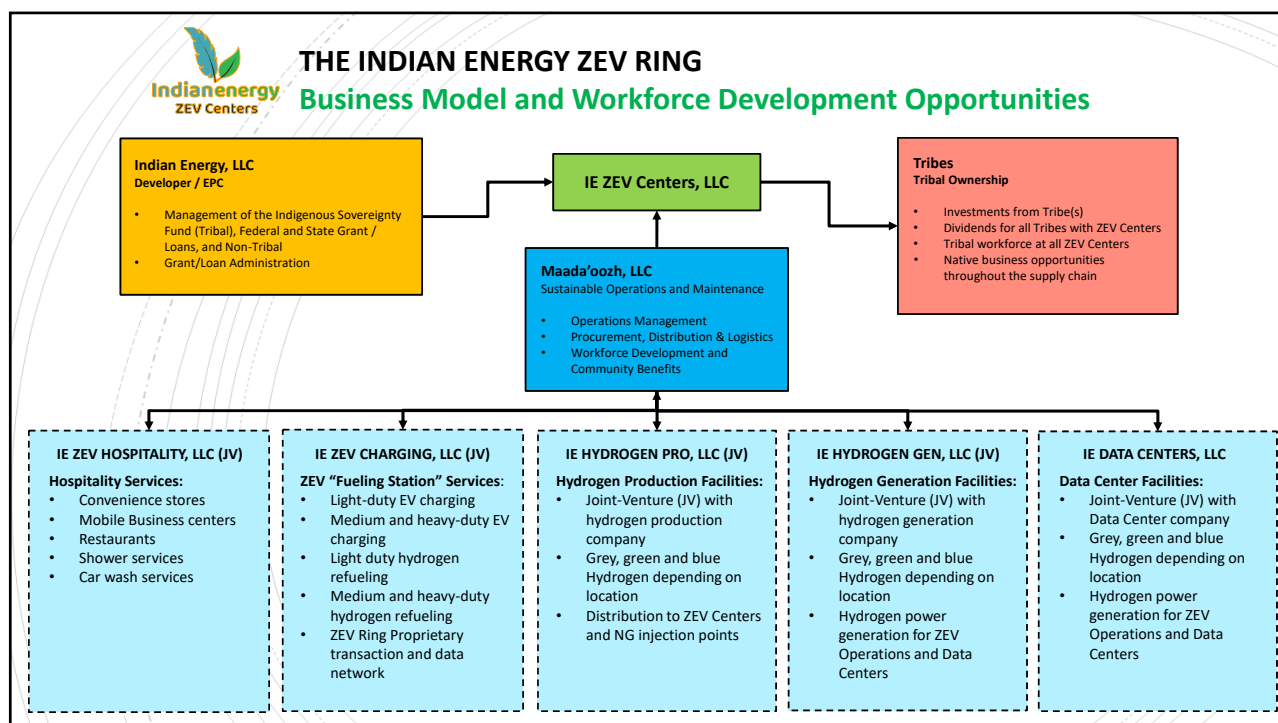 Indianenergy
ZEV Centers
THE INDIAN ENERGY ZEV RING
Business Model and Workforce Development Opportunities
Indian Energy, LLC
Developer / EPC
• Management of the Indigenous Sovereignty
Fund (Tribal), Federal and State Grant /
Loans, and Non-Tribal
• Grant/Loan Administration
IE ZEV Centers, LLC
Tribes
Tribal Ownership
• Investments from Tribe(s)
• Dividends for all Tribes with ZEV Centers
• Tribal workforce at all ZEV Centers
• Native business opportunities
throughout the supply chain
Maada’oozh, LLC
Sustainable Operations and Maintenance
• Operations Management
• Procurement, Distribution & Logistics
• Workforce Development and
Community Benefits
IE ZEV HOSPITALITY, LLC (JV)
Hospitality Services:
• Convenience stores
• Mobile Business centers
• Restaurants
• Shower services
• Car wash services
IE ZEV CHARGING, LLC (JV)
ZEV “Fueling Station” Services:
• Light-duty EV charging
• Medium and heavy-duty EV
charging
• Light duty hydrogen
refueling
• Medium and heavy-duty
hydrogen refueling
• ZEV Ring Proprietary
transaction and data
network
IE HYDROGEN PRO, LLC (JV)
Hydrogen Production Facilities:
• Joint-Venture (JV) with
hydrogen production
company
• Grey, green and blue
Hydrogen depending on
location
• Distribution to ZEV Centers
and NG injection points
IE HYDROGEN GEN, LLC (JV)
Hydrogen Generation Facilities:
• Joint-Venture (JV) with
hydrogen generation
company
• Grey, green and blue
Hydrogen depending on
location
• Hydrogen power
generation for ZEV
Operations and Data
Centers
IE DATA CENTERS, LLC
Data Center Facilities:
• Joint-Venture (JV) with
Data Center company
• Grey, green and blue
Hydrogen depending on
location
• Hydrogen power
generation for ZEV
Operations and Data
Centers